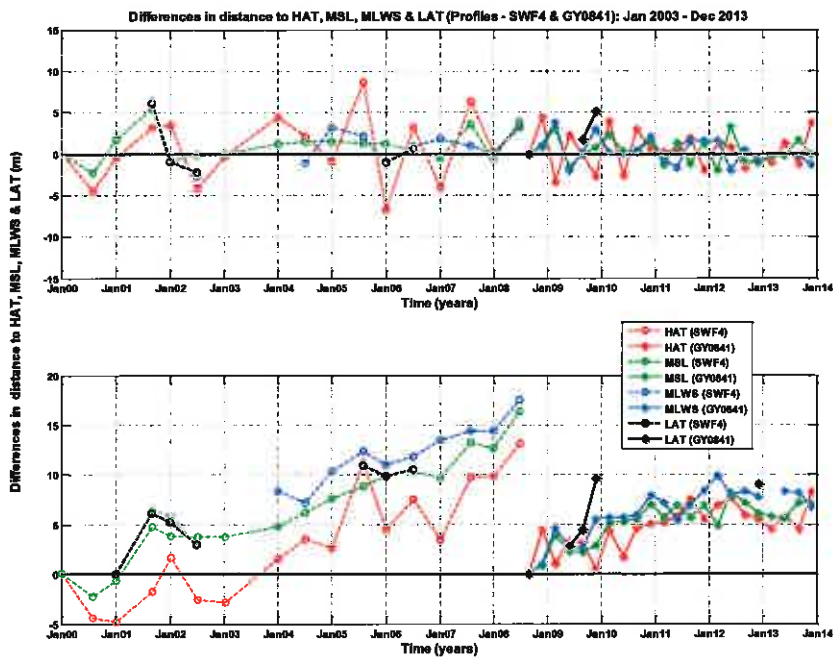 Differences in distance to HAT, MSL, MLWS & LAT (Profiles - SWF4 & GY0841): Jan 2003 - Dec 2013
Differences in distance to HAT, MSL, MLWS & LAT (m)
15
10
5
0
-5
-10
-15
Jan00 Jan01 Jan02 Jan03 Jan04 Jan05 Jan06 Jan07 Jan08 Jan09 Jan10 Jan11 Jan12 Jan13 Jan14
Time (years)
HAT (SWF4)
HAT (GY0841)
MSL (SWF4)
MSL (GY0841)
MLWS (SWF4)
MLWS (GY0841)
LAT (SWF4)
LAT (GY0841)
20
15
10
5
0
-5
Jan00 Jan01 Jan02 Jan03 Jan04 Jan05 Jan06 Jan07 Jan08 Jan09 Jan10 Jan11 Jan12 Jan13 Jan14
Time (years)